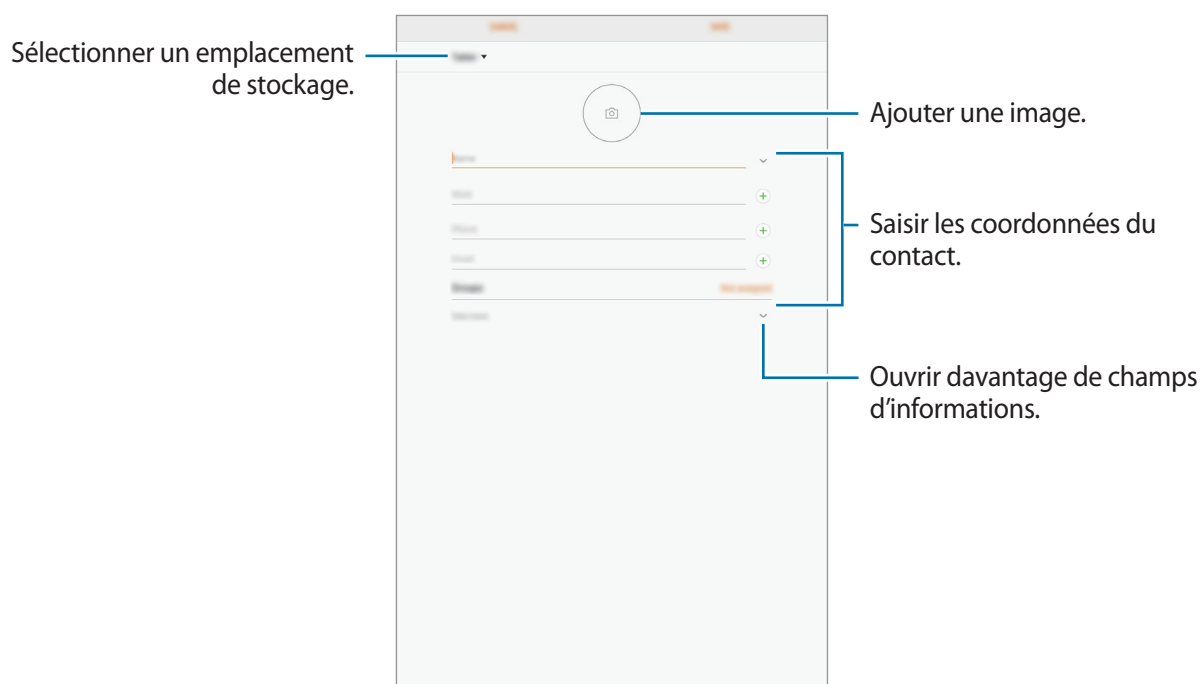 Sélectionner un emplacement
de stockage.
Ajouter une image.
Saisir les coordonnées du
contact.
Ouvrir davantage de champs
d'informations.